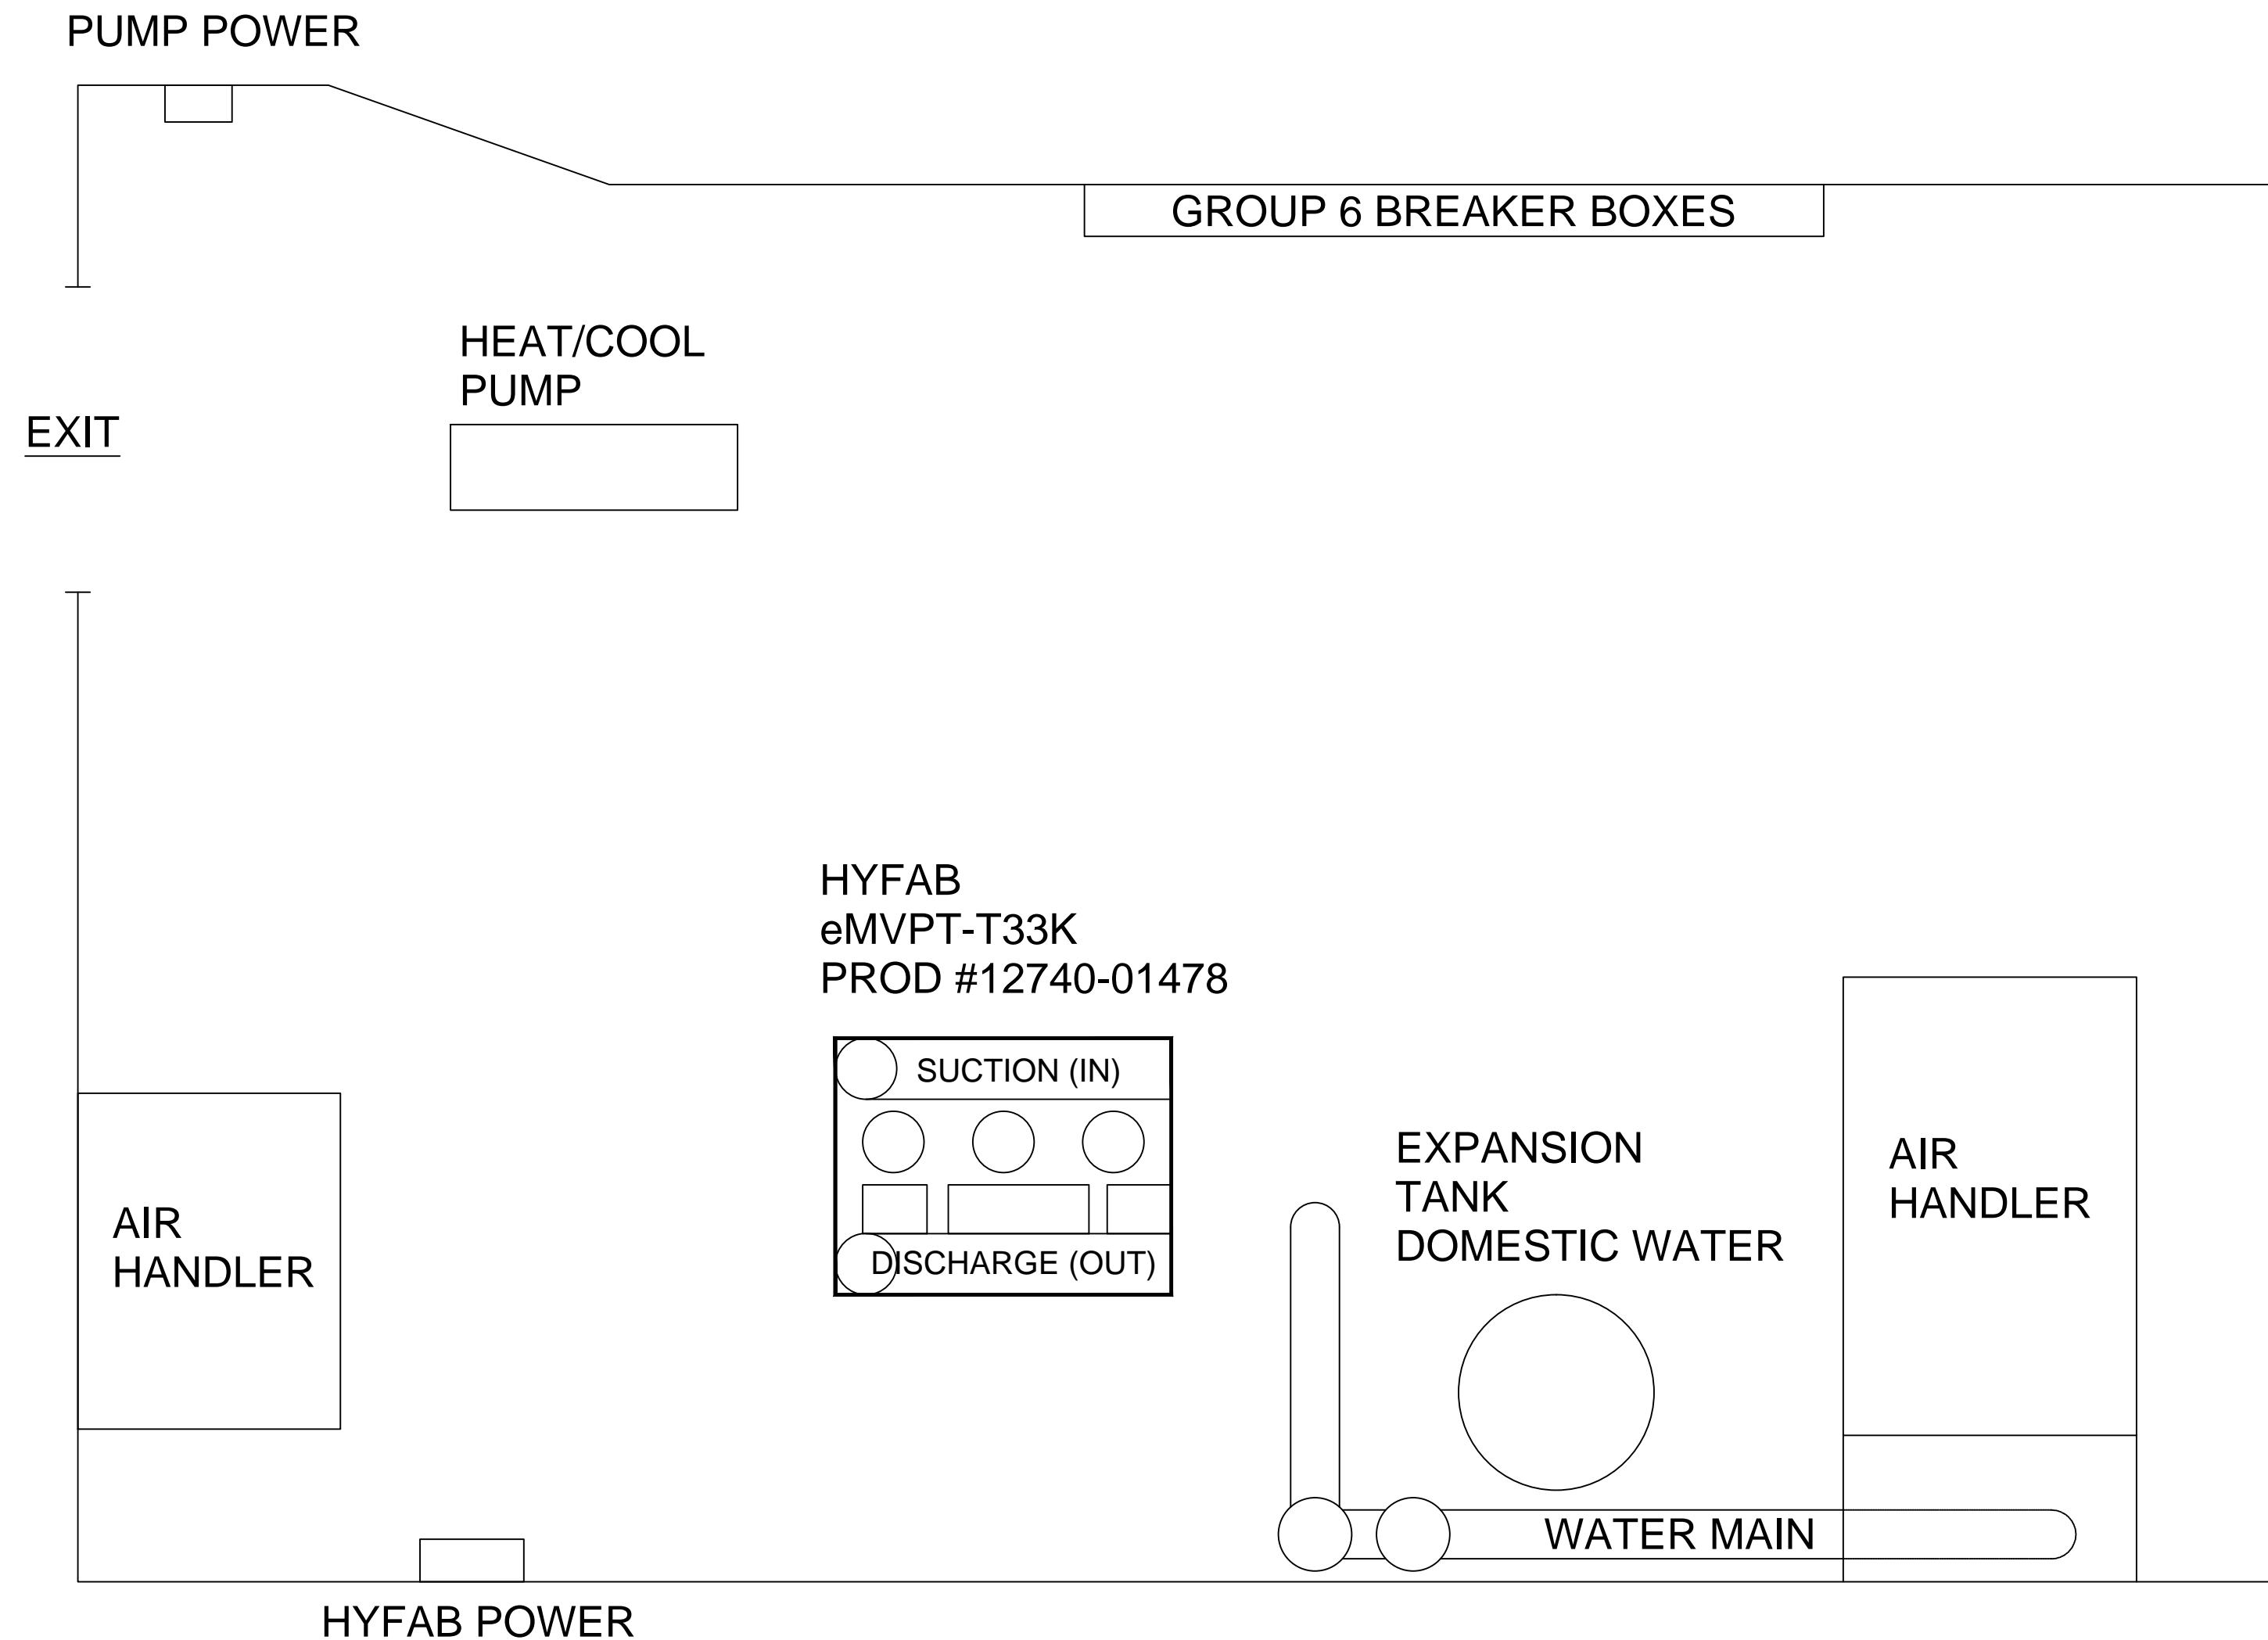 PUMP POWER
GROUP 6 BREAKER BOXES
HEAT/COOL
PUMP
EXIT
HYFAB
eMVPT-T33K
PROD #12740-01478
SUCTION (IN)
DISCHARGE (OUT)
EXPANSION
TANK
DOMESTIC WATER
AIR
HANDLER
AIR
HANDLER
WATER MAIN
HYFAB POWER